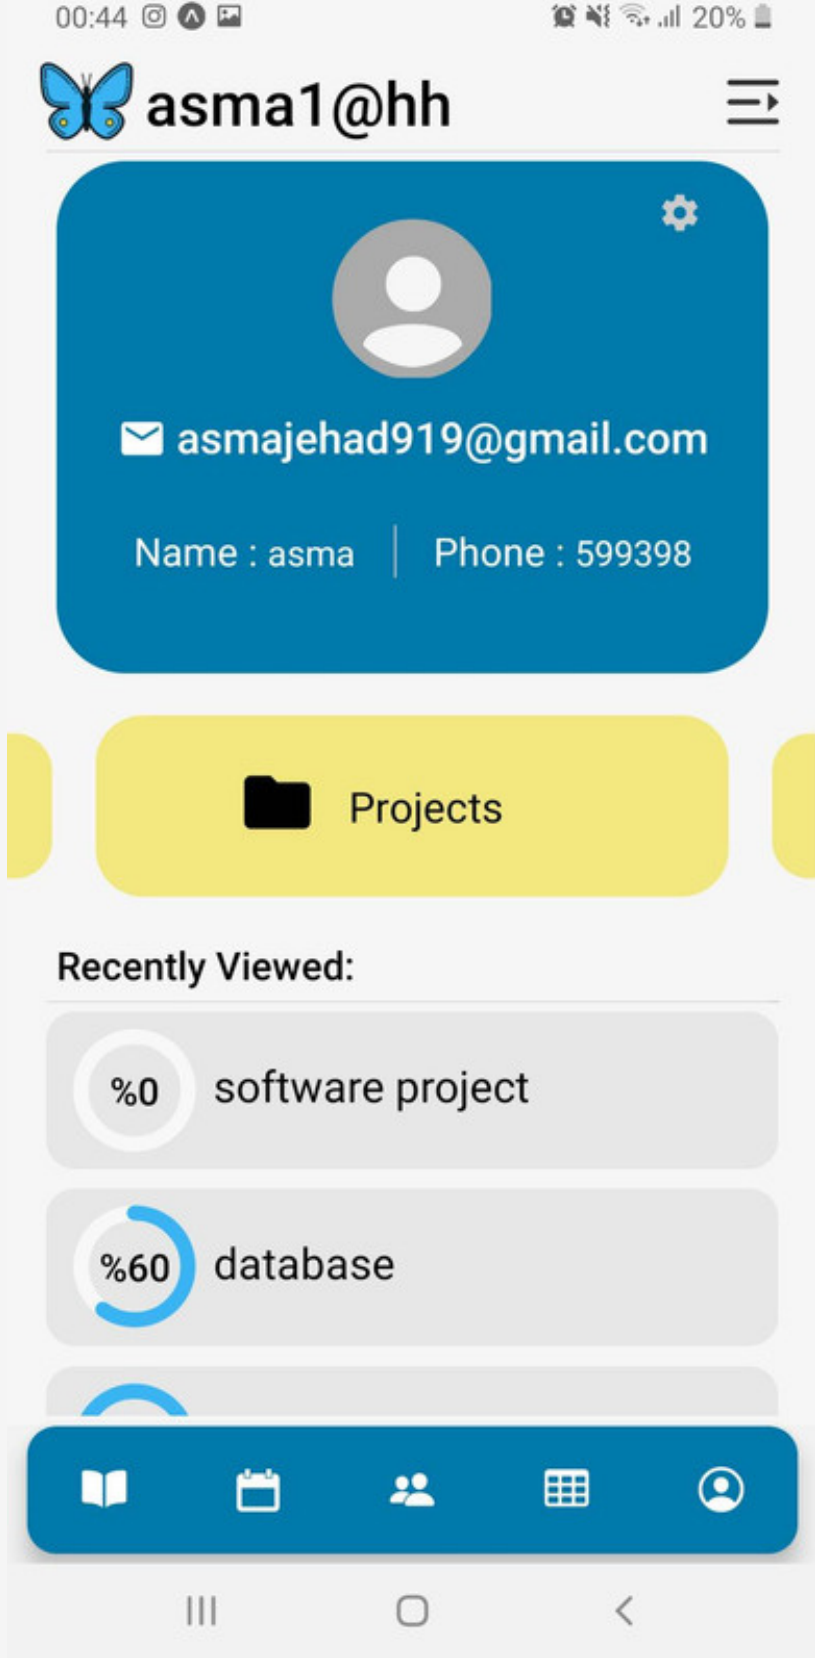 00:44 20%
asma1@hh
asmajehad919@gmail.com
Name : asma Phone : 599398
Projects
Recently Viewed:
%0 software project
%60 database